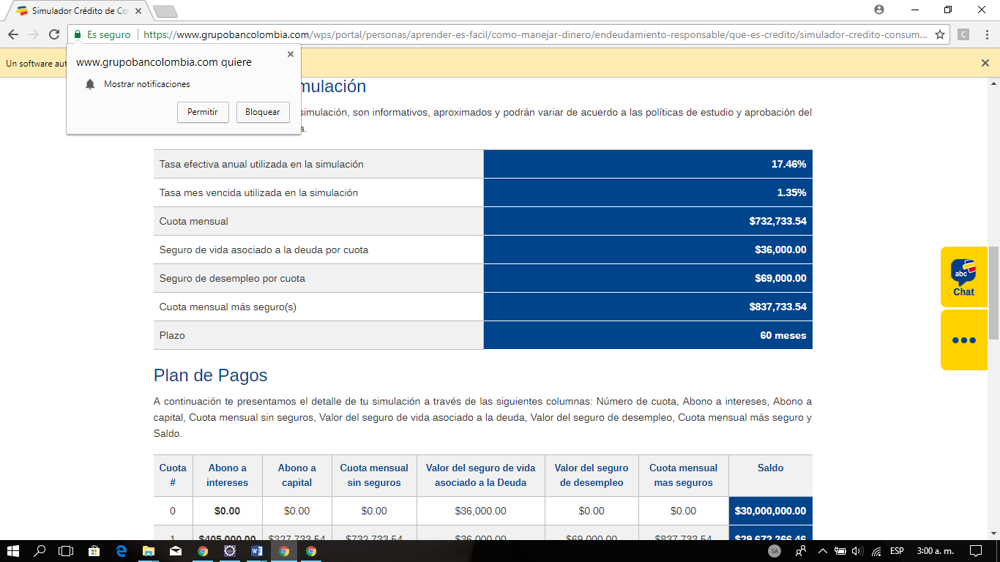 Simulador Crédito de Co
Es seguro
https://www.grupobancolombia.com/wps/portal/personas/aprender-es-facil/como-manejar-dinero/endeudamiento-responsable/que-es-credito/simulador-credito-consum...
C
Un software aut
www.grupobancolombia.com quiere
Mostrar notificaciones
Permitir
Bloquear
mulación
simulación, son informativos, aproximados y podrán variar de acuerdo a las políticas de estudio y aprobación del
a.
Tasa efectiva anual utilizada en la simulación 17.46%
Tasa mes vencida utilizada en la simulación 1.35%
Cuota mensual $732,733.54
Seguro de vida asociado a la deuda por cuota $36,000.00
Seguro de desempleo por cuota $69,000.00
Cuota mensual más seguro(s) $837,733.54
Plazo 60 meses
abc
Chat
Plan de Pagos
A continuación te presentamos el detalle de tu simulación a través de las siguientes columnas: Número de cuota, Abono a intereses, Abono a
capital, Cuota mensual sin seguros, Valor del seguro de vida asociado a la deuda, Valor del seguro de desempleo, Cuota mensual más seguro y
Saldo.
Cuota Abono a Abono a Cuota mensual Valor del seguro de vida Valor del seguro Cuota mensual Saldo
# intereses capital sin seguros asociado a la Deuda de desempleo mas seguros
0 $0.00 $0.00 $0.00 $36,000.00 $0.00 $0.00 $30,000,000.00
1 $405,000.00 $327,733.54 $732,733.54 $36,000.00 $69,000.00 $837,733.54 $29,672,266.46
SA
ESP
3:00 a. m.